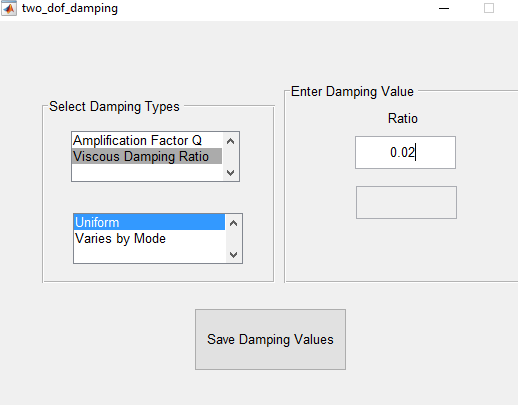 two_dof_damping
Select Damping Types
Amplification Factor Q
Viscous Damping Ratio
Uniform
Varies by Mode
Enter Damping Value
Ratio
0.02
Save Damping Values